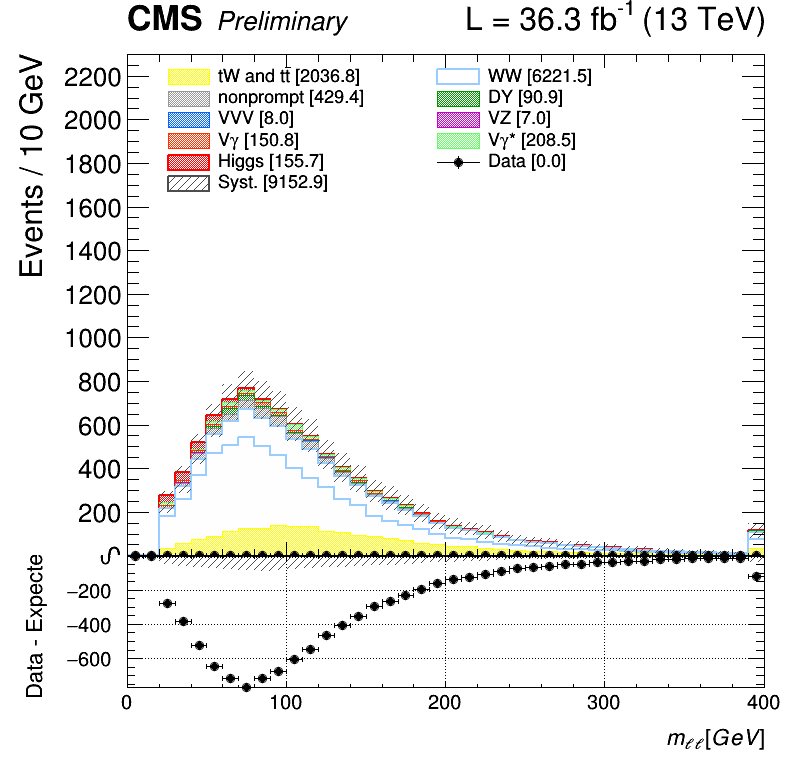 CMS Preliminary L = 36.3 fb⁻¹ (13 TeV)
Events / 10 GeV
2200
2000
1800
1600
1400
1200
1000
800
600
400
200
0
tW and tt̄ [2036.8]
nonprompt [429.4]
VVV [8.0]
Vγ [150.8]
Higgs [155.7]
Syst. [9152.9]
WW [6221.5]
DY [90.9]
VZ [7.0]
Vγ* [208.5]
Data [0.0]
Data - Expecte
0
−200
−400
−600
0 100 200 300 400
m_ℓℓ[GeV]